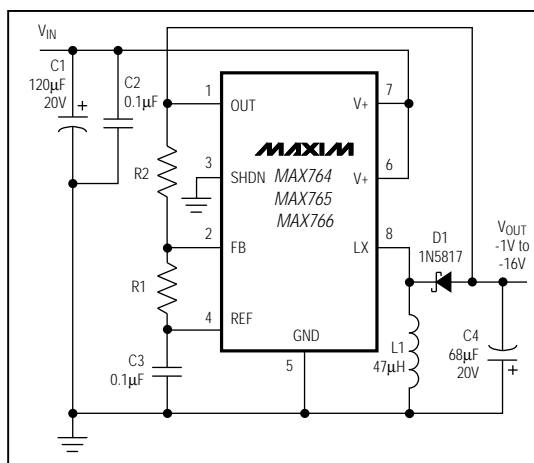 VIN
C1
120µF
20V
+
C2
0.1µF
1
OUT
R2
3
SHDN
2
FB
R1
4
REF
C3
0.1µF
MAXIM
MAX764
MAX765
MAX766
GND
5
7
V+
6
V+
8
LX
D1
1N5817
VOUT
-1V to
-16V
L1
47µH
C4
68µF
20V
+